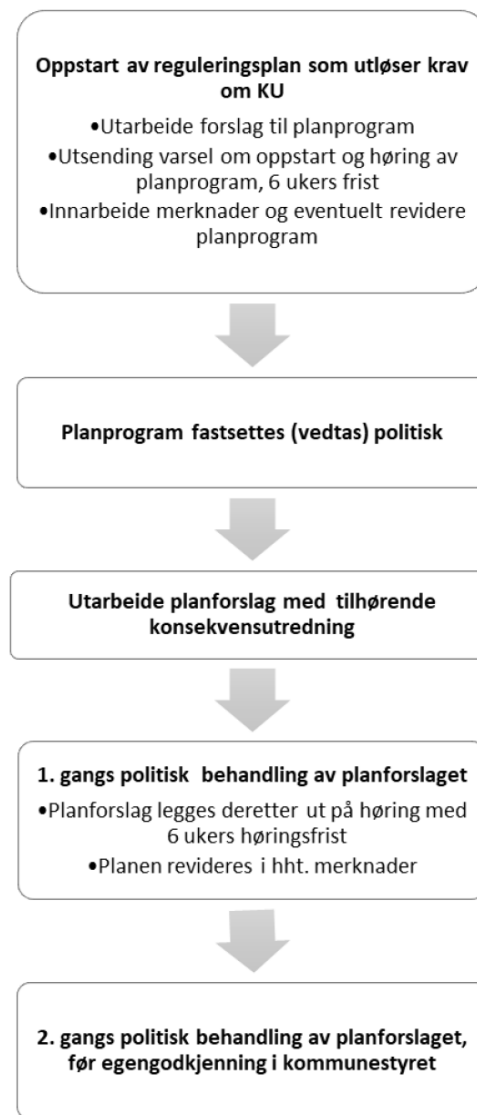 Oppstart av reguleringsplan som utløser krav
om KU
•Utarbeide forslag til planprogram
•Utsending varsel om oppstart og høring av
planprogram, 6 ukers frist
•Innarbeide merknader og eventuelt revidere
planprogram
Planprogram fastsettes (vedtas) politisk
Utarbeide planforslag med tilhørende
konsekvensutredning
1. gangs politisk behandling av planforslaget
•Planforslag legges deretter ut på høring med
6 ukers høringsfrist
•Planen revideres i hht. merknader
2. gangs politisk behandling av planforslaget,
før egengodkjenning i kommunestyret